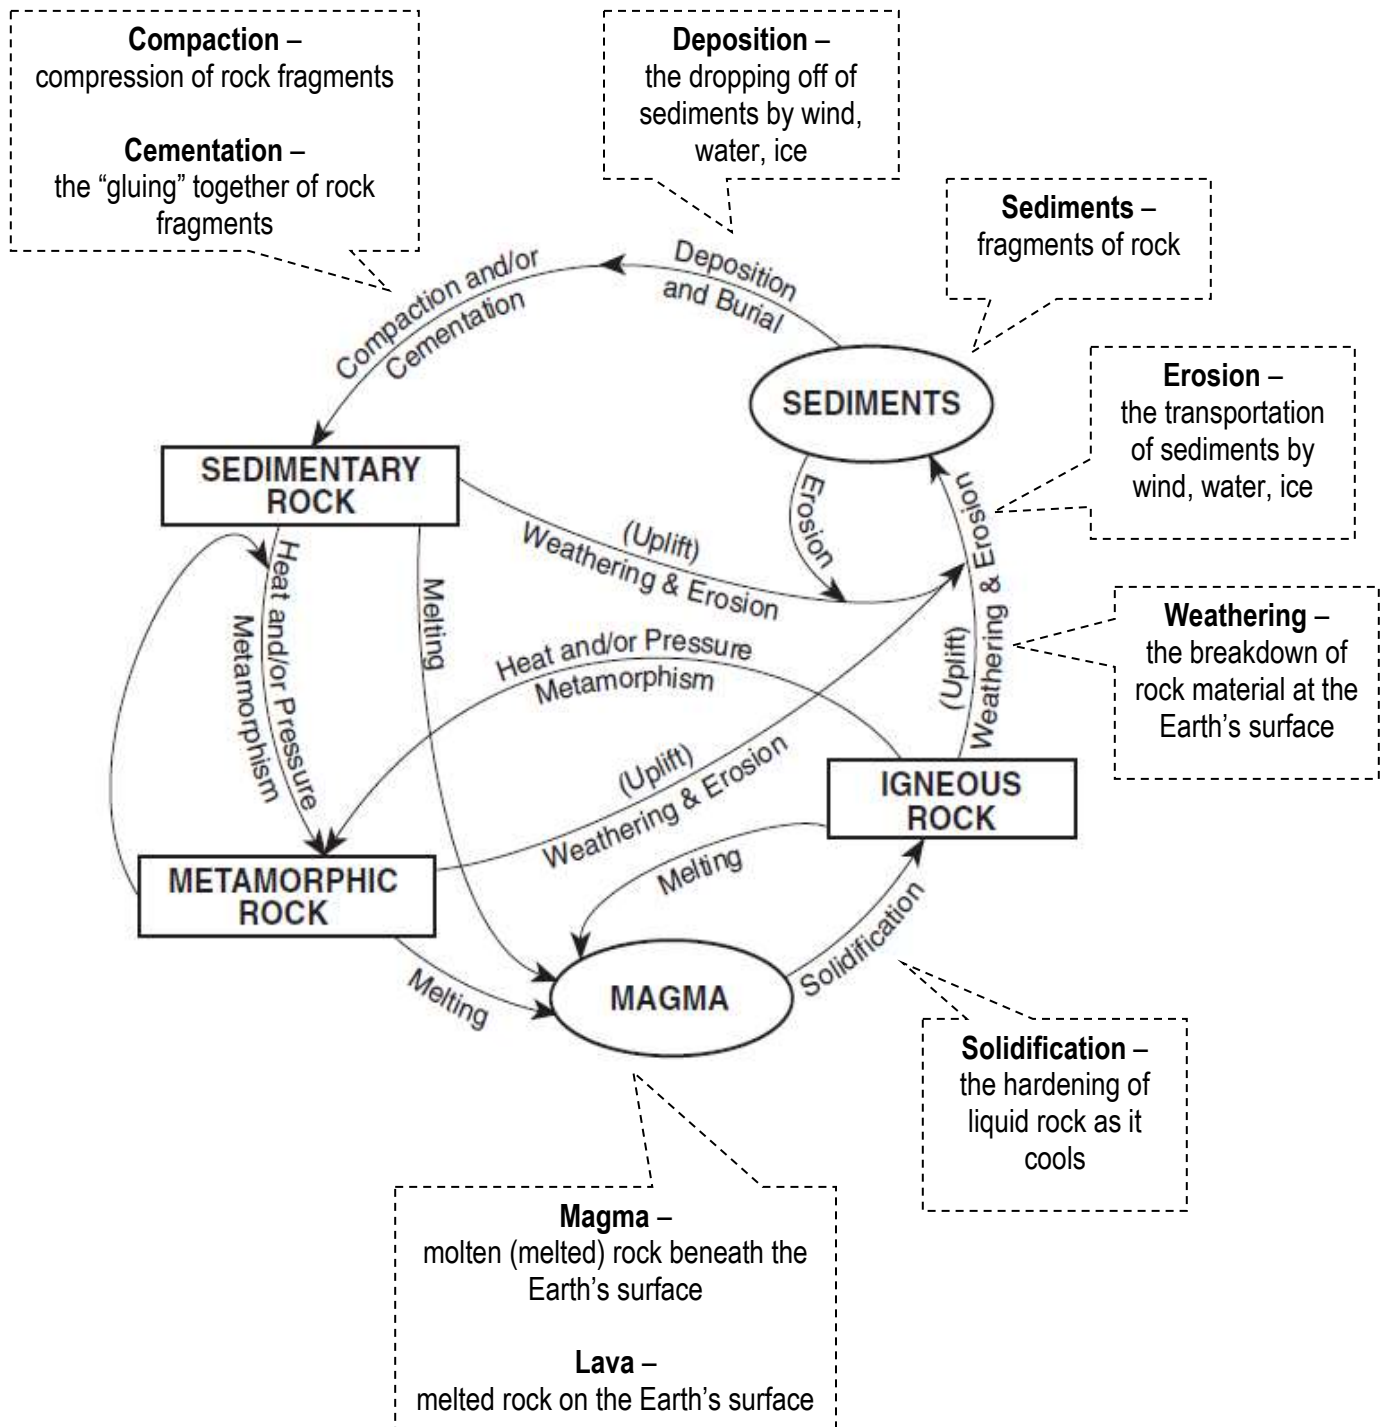 Compaction –
compression of rock fragments
Cementation –
the “gluing” together of rock
fragments
Deposition –
the dropping off of
sediments by wind,
water, ice
Sediments –
fragments of rock
Erosion –
the transportation
of sediments by
wind, water, ice
Weathering –
the breakdown of
rock material at the
Earth’s surface
Deposition
and Burial
Compaction and/or
Cementation
SEDIMENTS
SEDIMENTARY
ROCK
Erosion
(Uplift)
Weathering & Erosion
Heat and/or Pressure
Metamorphism
Melting
Heat and/or Pressure
Metamorphism
(Uplift)
Weathering & Erosion
(Uplift)
Weathering & Erosion
IGNEOUS
ROCK
METAMORPHIC
ROCK
Melting
Melting
Solidification
MAGMA
Solidification –
the hardening of
liquid rock as it
cools
Magma –
molten (melted) rock beneath the
Earth’s surface
Lava –
melted rock on the Earth’s surface